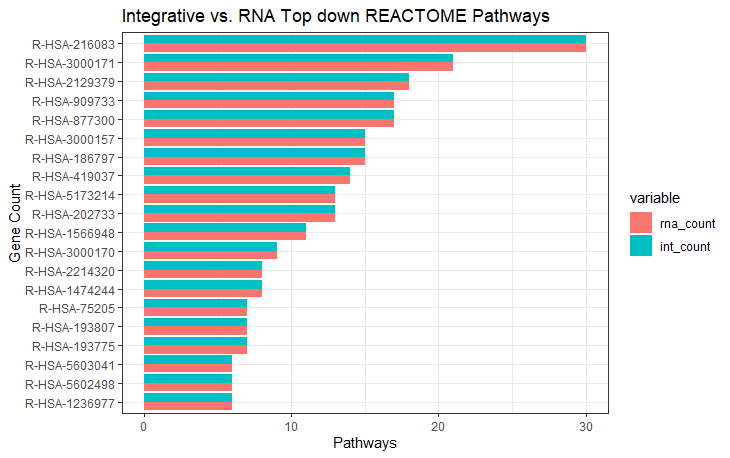 Integrative vs. RNA Top down REACTOME Pathways
R-HSA-216083
R-HSA-3000171
R-HSA-2129379
R-HSA-909733
R-HSA-877300
R-HSA-3000157
R-HSA-186797
R-HSA-419037
R-HSA-5173214
R-HSA-202733
R-HSA-1566948
R-HSA-3000170
R-HSA-2214320
R-HSA-1474244
R-HSA-75205
R-HSA-193807
R-HSA-193775
R-HSA-5603041
R-HSA-5602498
R-HSA-1236977
Gene Count
0 10 20 30
Pathways
variable
rna_count
int_count